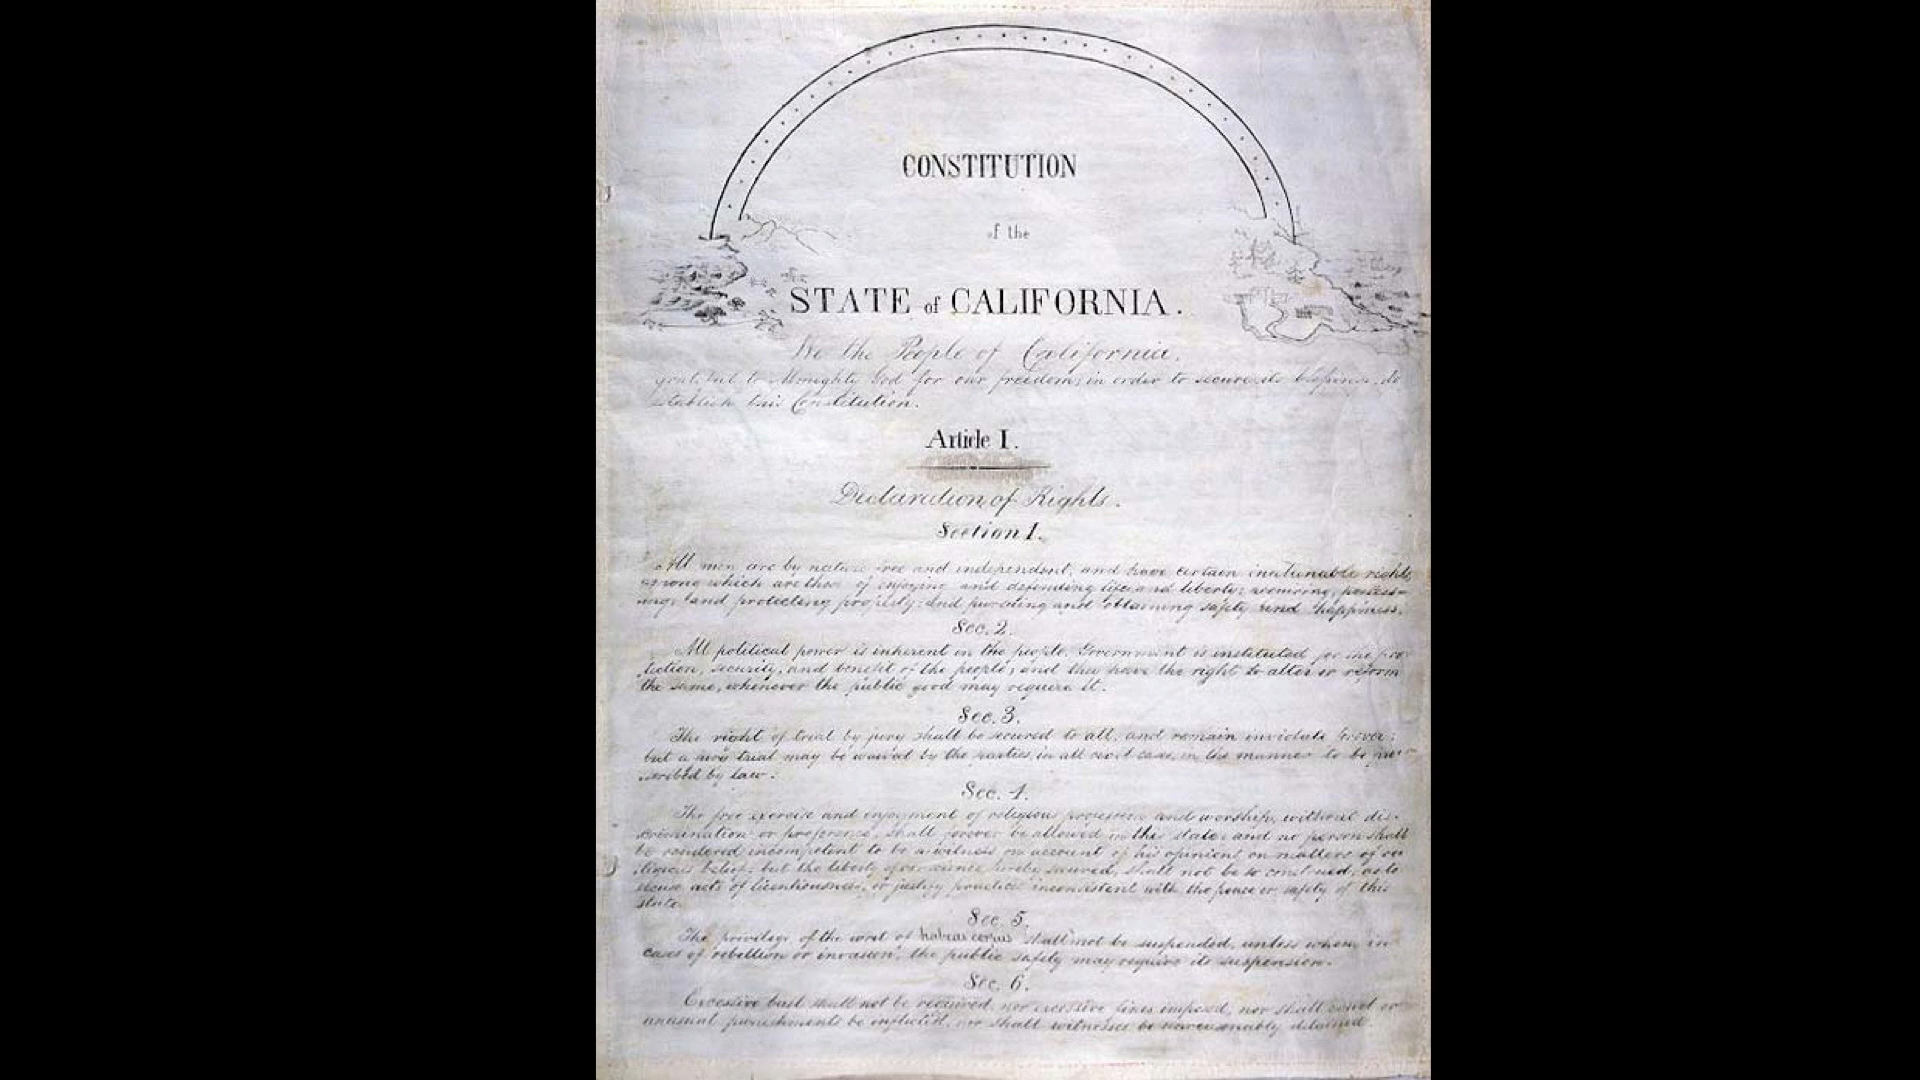 CONSTITUTION
of the
STATE of CALIFORNIA.
We the People of California,
grateful to Almighty God for our freedom; in order to secure its blessings, do
establish this Constitution.
Article I.
Declaration of Rights.
Section 1.
All men are by nature free and independent, and have certain inalienable rights,
among which are those of enjoying and defending life and liberty; acquiring, possess=
ing, and protecting property: and pursuing and obtaining safety and happiness.
Sec. 2.
All political power is inherent in the people. Government is instituted for the pro
tection, security, and benefit of the people; and they have the right to alter or reform
the same, whenever the public good may require it.
Sec. 3.
The right of trial by jury shall be secured to all, and remain inviolate forever;
but a jury trial may be waived by the parties, in all civil cases, in the manner to be pre
scribed by law.
Sec. 4.
The free exercise and enjoyment of religious profession and worship, without dis-
crimination or preference, shall forever be allowed in this state: and no person shall
be rendered incompetent to be a witness on account of his opinions on matters of re
ligious belief; but the liberty of conscience, hereby secured, shall not be so construed, as to
excuse acts of licentiousness, or justify practices inconsistent with the peace or safety of this
state.
Sec. 5.
The privilege of the writ of habeas corpus shall not be suspended, unless when, in
cases of rebellion or invasion, the public safety may require its suspension.
Sec. 6.
Excessive bail shall not be required, nor excessive fines imposed, nor shall cruel or
unusual punishments be inflicted, nor shall witnesses be unreasonably detained